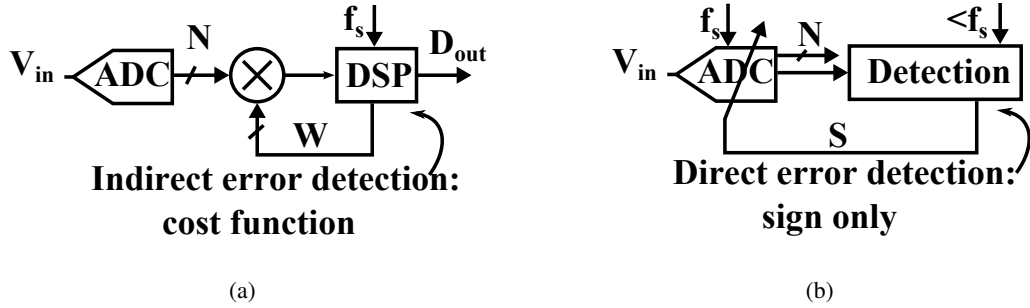 V_in
ADC
N
f_s
DSP
D_out
W
Indirect error detection:
cost function
(a)
V_in
f_s
ADC
N
<f_s
Detection
S
Direct error detection:
sign only
(b)